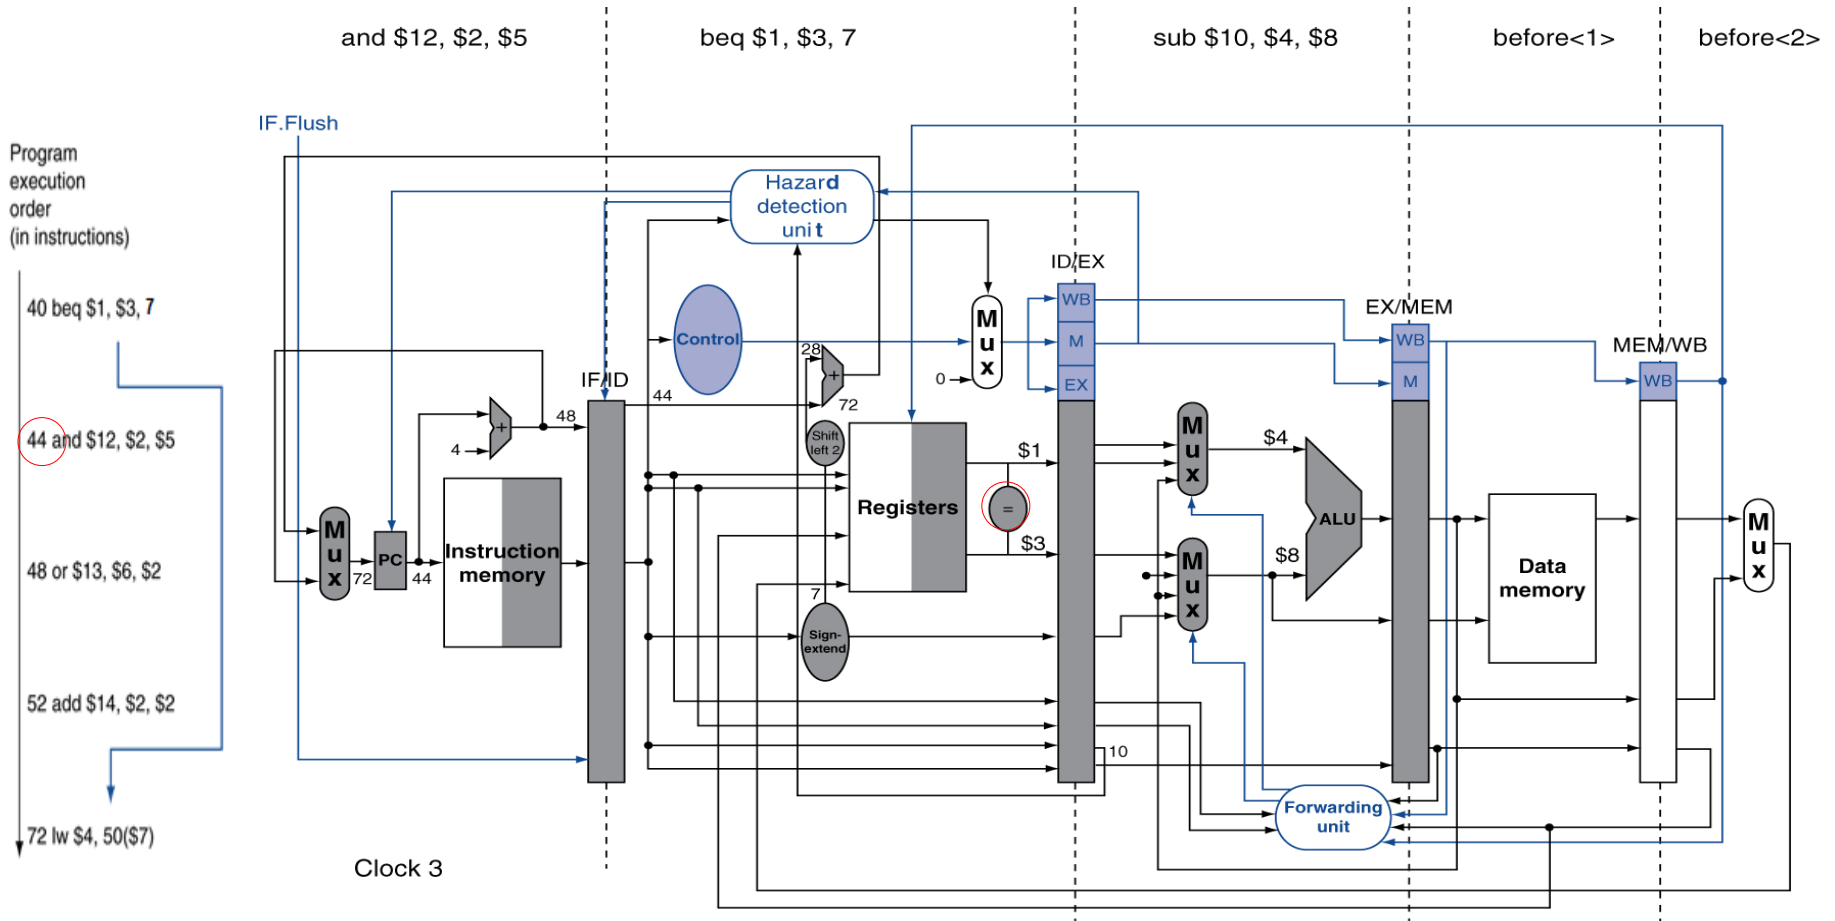 and $12, $2, $5
beq $1, $3, 7
sub $10, $4, $8
before<1>
before<2>
IF.Flush
Program
execution
order
(in instructions)
40 beq $1, $3, 7
44 and $12, $2, $5
48 or $13, $6, $2
52 add $14, $2, $2
72 lw $4, 50($7)
Hazard
detection
unit
ID/EX
WB
M
EX
EX/MEM
WB
M
MEM/WB
WB
Control
M
u
x
0
28
+
72
IF/ID
44
48
+
4
Shift
left 2
Registers
$1
=
$3
M
u
x
$4
ALU
M
u
x
$8
M
u
x
72
PC
44
Instruction
memory
7
Sign-
extend
Data
memory
M
u
x
10
Forwarding
unit
Clock 3